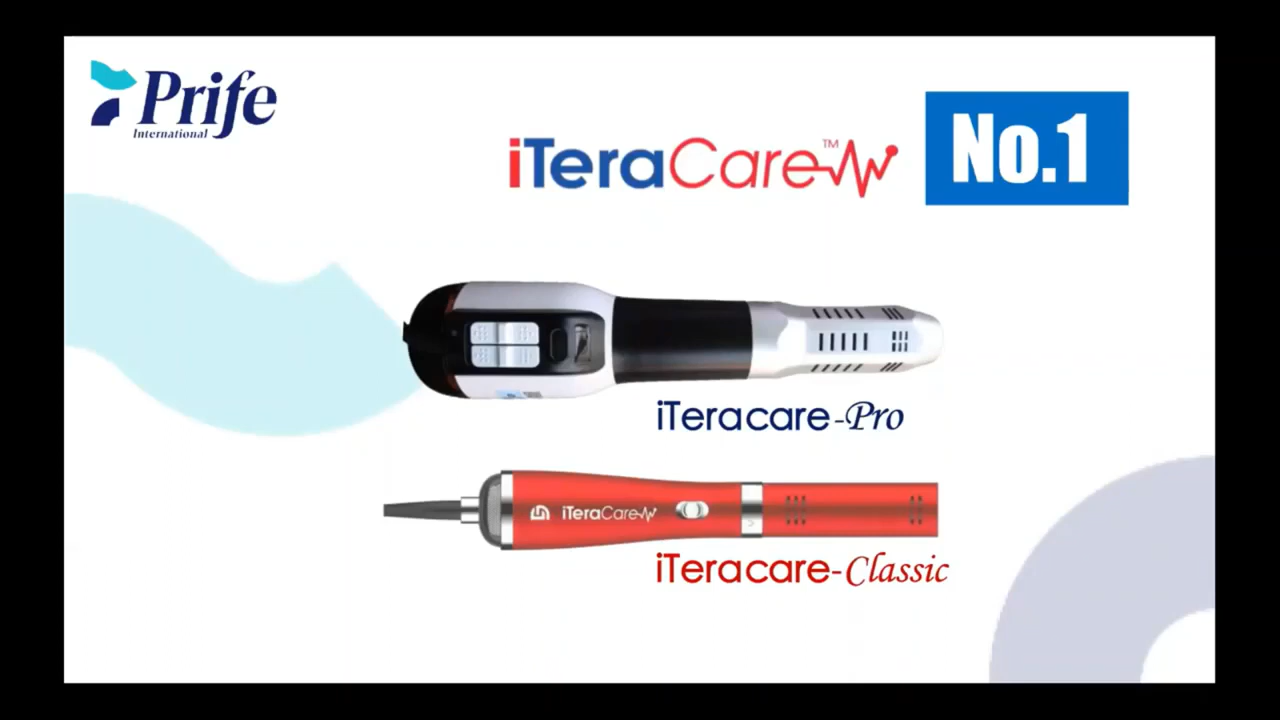 Prife
International
iTeraCare™
No.1
iTeracare-Pro
iTeraCare
iTeracare-Classic